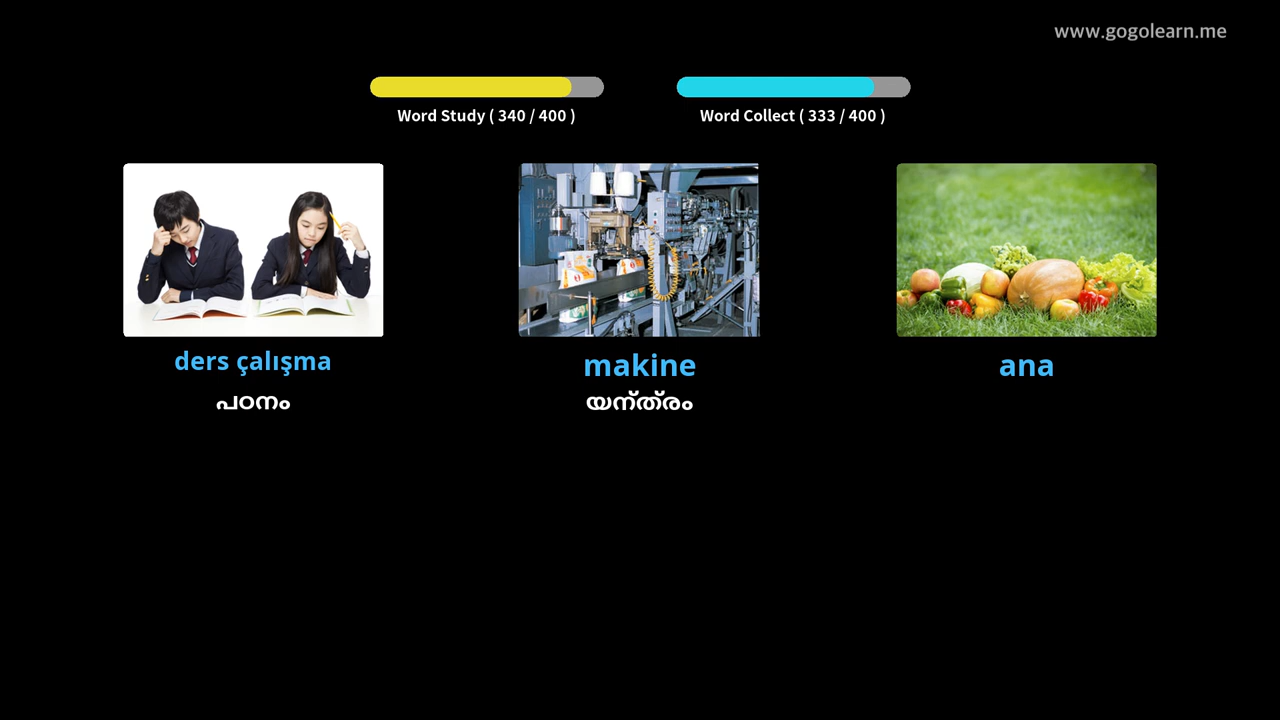 www.gogolearn.me
Word Study ( 340 / 400 )
Word Collect ( 333 / 400 )
ders çalışma
makine
ana
പഠനം
യന്ത്രം